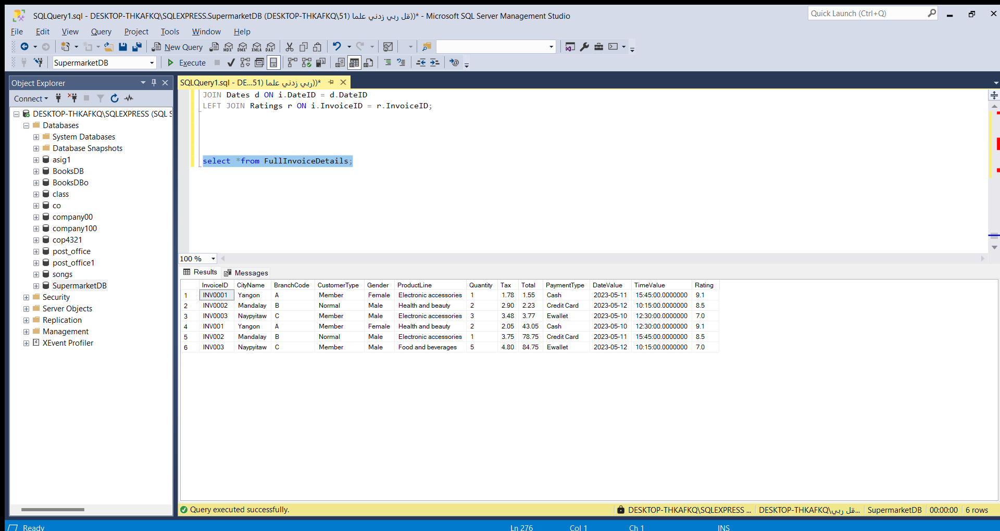 SQLQuery1.sql - DESKTOP-THKAFKQ\SQLEXPRESS.SupermarketDB (DESKTOP-THKAFKQ\قل ربي زدني علما (51))* - Microsoft SQL Server Management Studio
Quick Launch (Ctrl+Q)
File Edit View Query Project Tools Window Help
New Query MDX DMX XMLA DAX
SupermarketDB Execute
Object Explorer
SQLQuery1.sql - DE...ربي زدني علما (51))*
Connect
JOIN Dates d ON i.DateID = d.DateID
LEFT JOIN Ratings r ON i.InvoiceID = r.InvoiceID;
select *from FullInvoiceDetails;
DESKTOP-THKAFKQ\SQLEXPRESS (SQL S
Databases
System Databases
Database Snapshots
asig1
BooksDB
BooksDBo
class
co
company00
company100
cop4321
post_office
post_office1
songs
SupermarketDB
Security
Server Objects
Replication
Management
XEvent Profiler
100 %
Results Messages
InvoiceID CityName BranchCode CustomerType Gender ProductLine Quantity Tax Total PaymentType DateValue TimeValue Rating
1 INV0001 Yangon A Member Female Electronic accessories 1 1.78 1.55 Cash 2023-05-11 15:45:00.0000000 9.1
2 INV0002 Mandalay B Normal Male Health and beauty 2 2.90 2.23 Credit Card 2023-05-12 10:15:00.0000000 8.5
3 INV0003 Naypyitaw C Member Male Electronic accessories 3 3.48 3.77 Ewallet 2023-05-10 12:30:00.0000000 7.0
4 INV001 Yangon A Member Female Health and beauty 2 2.05 43.05 Cash 2023-05-10 12:30:00.0000000 9.1
5 INV002 Mandalay B Normal Male Electronic accessories 1 3.75 78.75 Credit Card 2023-05-11 15:45:00.0000000 8.5
6 INV003 Naypyitaw C Member Male Food and beverages 5 4.80 84.75 Ewallet 2023-05-12 10:15:00.0000000 7.0
Query executed successfully. DESKTOP-THKAFKQ\SQLEXPRESS ... DESKTOP-THKAFKQ\قل ربي... SupermarketDB 00:00:00 6 rows
Ready Ln 276 Col 1 Ch 1 INS